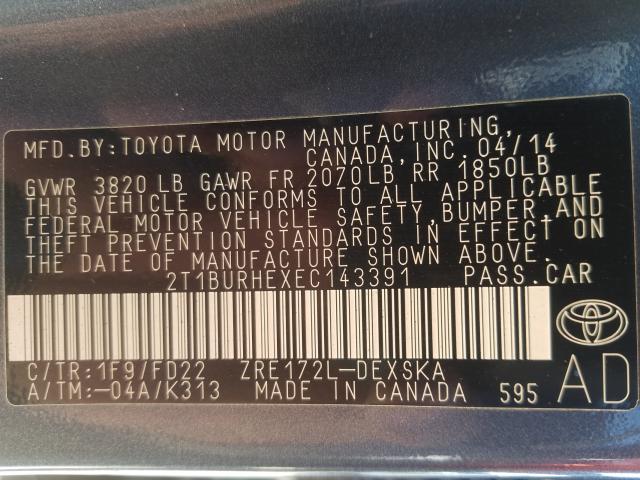 MFD.BY:TOYOTA MOTOR MANUFACTURING,
CANADA,INC. 04/14
GVWR 3820 LB GAWR FR 2070LB,RR 1850LB
THIS VEHICLE CONFORMS TO ALL APPLICABLE
FEDERAL MOTOR VEHICLE SAFETY,BUMPER,AND
THEFT PREVENTION STANDARDS IN EFFECT ON
THE DATE OF MANUFACTURE SHOWN ABOVE.
2T1BURHEXEC143391 PASS.CAR
C/TR:1F9/FD22 ZRE172L-DEXSKA
A/TM:-04A/K313 MADE IN CANADA 595 AD